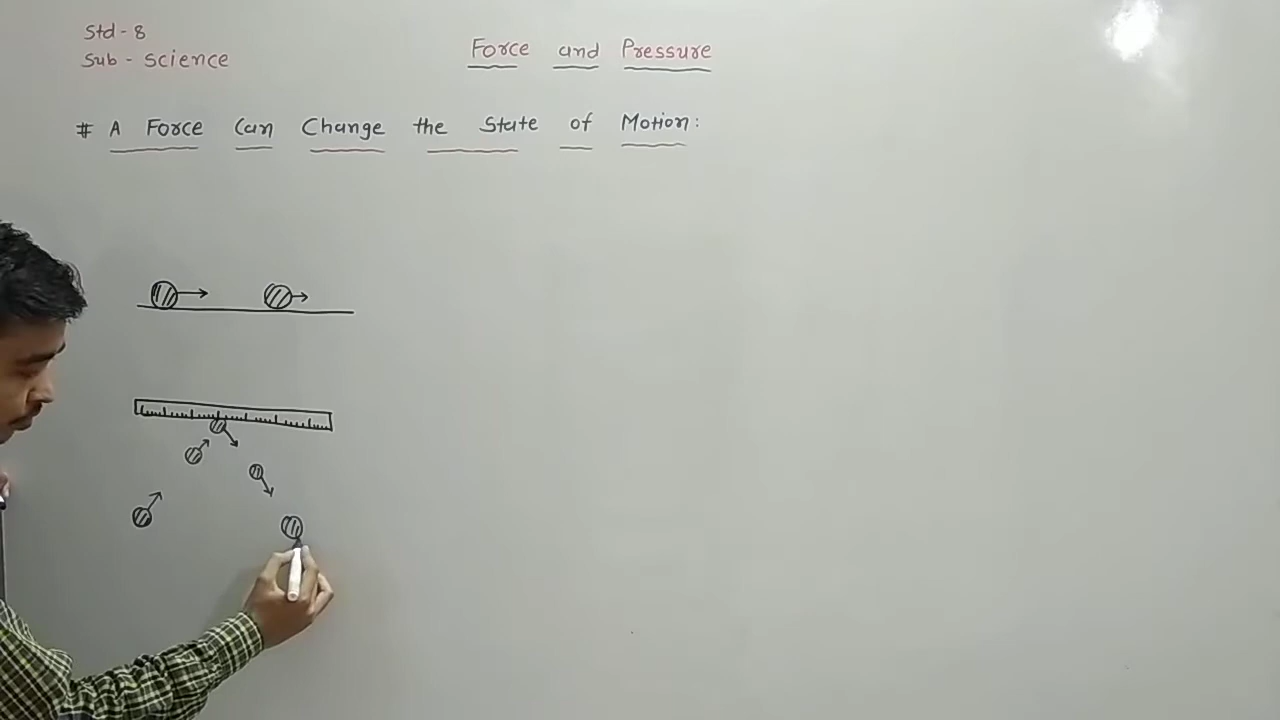 Std - 8
Sub - Science
Force and Pressure
# A Force Can Change the State of Motion: